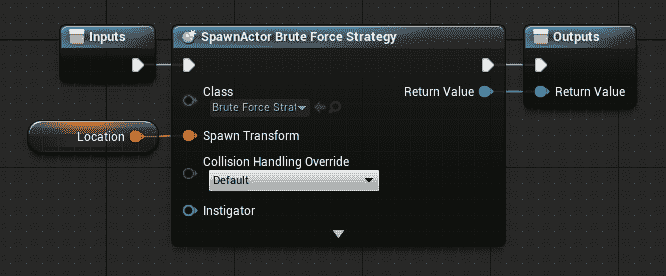 Inputs
SpawnActor Brute Force Strategy
Outputs
Class
Brute Force Strat
Return Value
Return Value
Location
Spawn Transform
Collision Handling Override
Default
Instigator